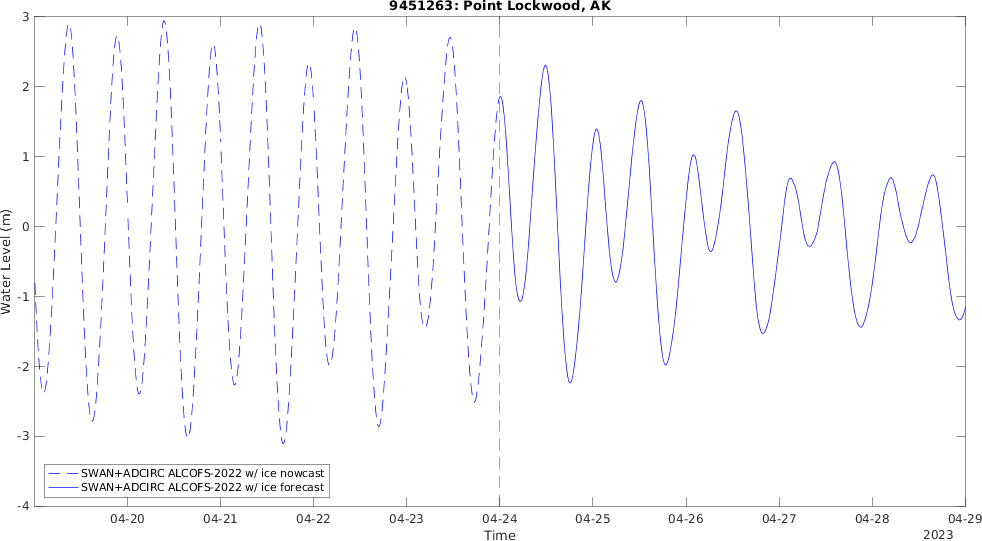 9451263: Point Lockwood, AK
3
2
1
0
-1
-2
-3
-4
Water Level (m)
SWAN+ADCIRC ALCOFS-2022 w/ ice nowcast
SWAN+ADCIRC ALCOFS-2022 w/ ice forecast
04-20 04-21 04-22 04-23 04-24 04-25 04-26 04-27 04-28 04-29
Time
2023